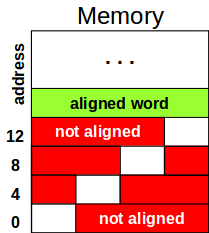 Memory
address
. . .
aligned word
12
not aligned
8
4
0
not aligned